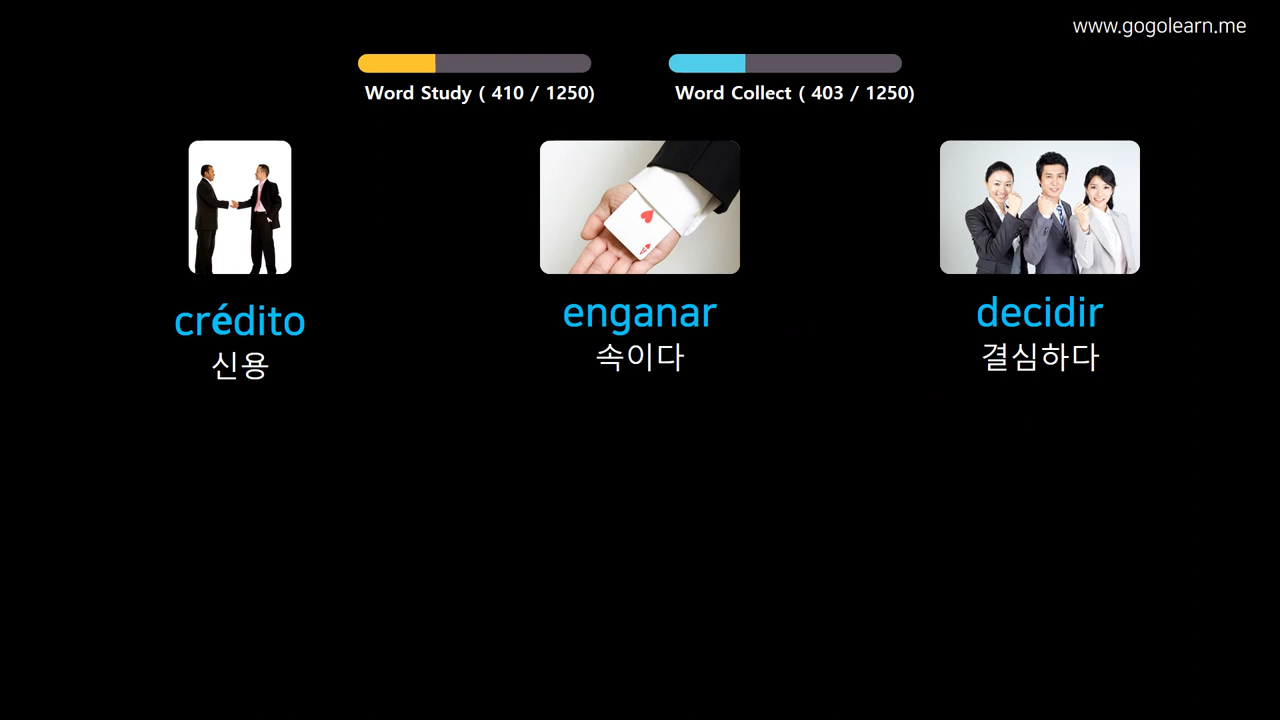 www.gogolearn.me
Word Study ( 410 / 1250)
Word Collect ( 403 / 1250)
crédito
신용
enganar
속이다
decidir
결심하다